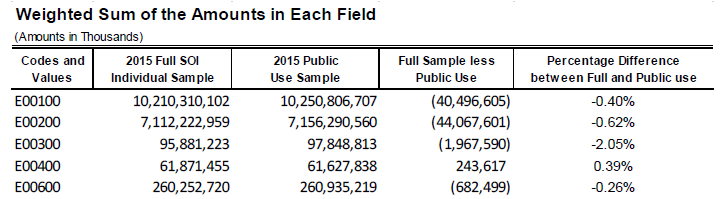 Weighted Sum of the Amounts in Each Field
(Amounts in Thousands)
Codes and Values 2015 Full SOI Individual Sample 2015 Public Use Sample Full Sample less Public Use Percentage Difference between Full and Public use
E00100 10,210,310,102 10,250,806,707 (40,496,605) -0.40%
E00200 7,112,222,959 7,156,290,560 (44,067,601) -0.62%
E00300 95,881,223 97,848,813 (1,967,590) -2.05%
E00400 61,871,455 61,627,838 243,617 0.39%
E00600 260,252,720 260,935,219 (682,499) -0.26%